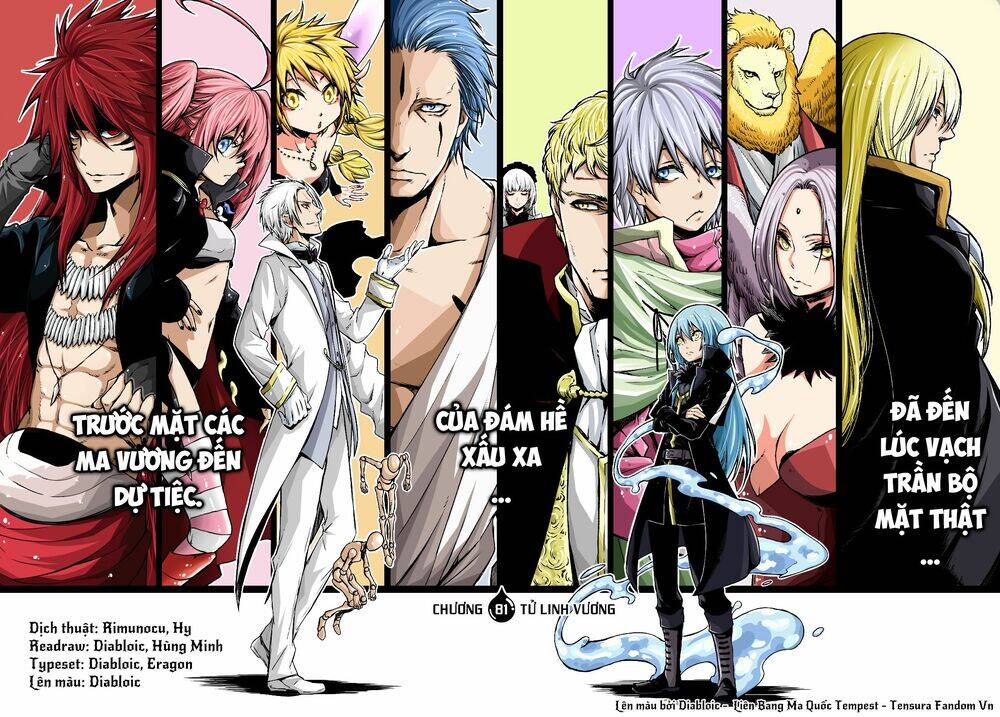 TRƯỚC MẶT CÁC
MA VƯƠNG ĐẾN
DỰ TIỆC.
CỦA ĐÁM HỀ
XẤU XA
...
ĐÃ ĐẾN
LÚC VẠCH
TRẦN BỘ
MẶT THẬT
...
CHƯƠNG 81: TỬ LINH VƯƠNG
Dịch thuật: Rimunocu, Hy
Readraw: Diabloic, Hùng Minh
Typeset: Diabloic, Eragon
Lên màu: Diabloic
Lên màu bởi Diabloic - Liên Bang Ma Quốc Tempest - Tensura Fandom Vn